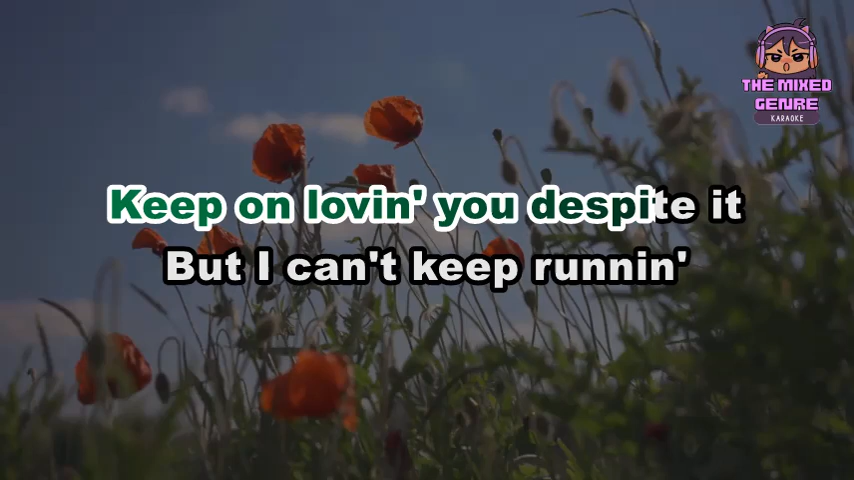 THE MIXED
GENRE
KARAOKE
Keep on lovin' you despite it
But I can't keep runnin'